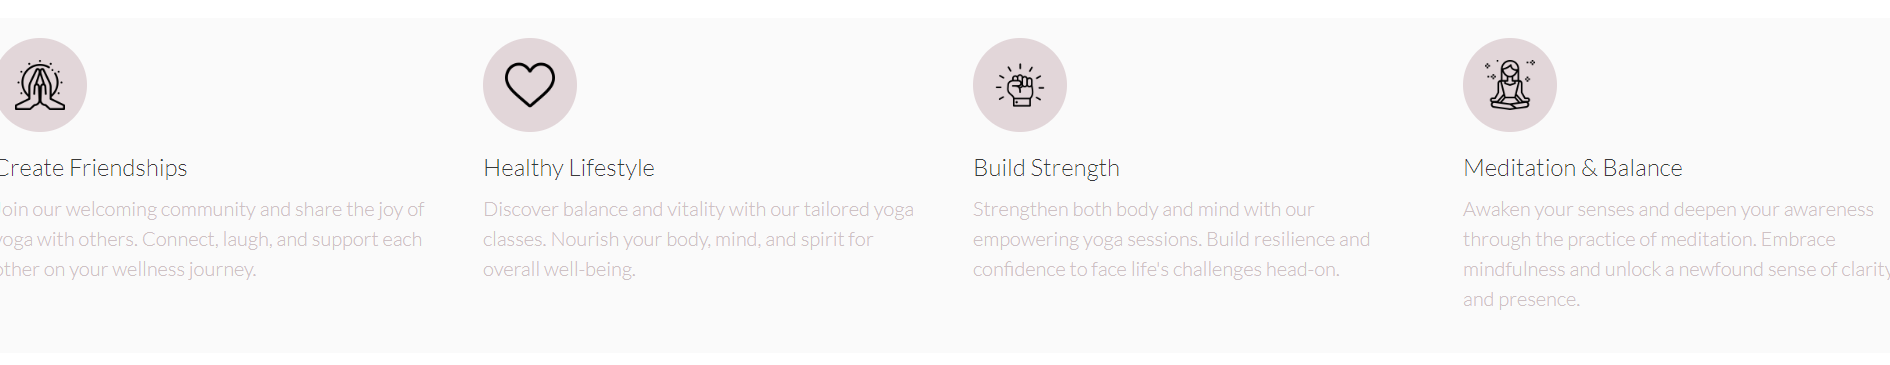 Create Friendships
Join our welcoming community and share the joy of
yoga with others. Connect, laugh, and support each
other on your wellness journey.
Healthy Lifestyle
Discover balance and vitality with our tailored yoga
classes. Nourish your body, mind, and spirit for
overall well-being.
Build Strength
Strengthen both body and mind with our
empowering yoga sessions. Build resilience and
confidence to face life's challenges head-on.
Meditation & Balance
Awaken your senses and deepen your awareness
through the practice of meditation. Embrace
mindfulness and unlock a newfound sense of clarity
and presence.